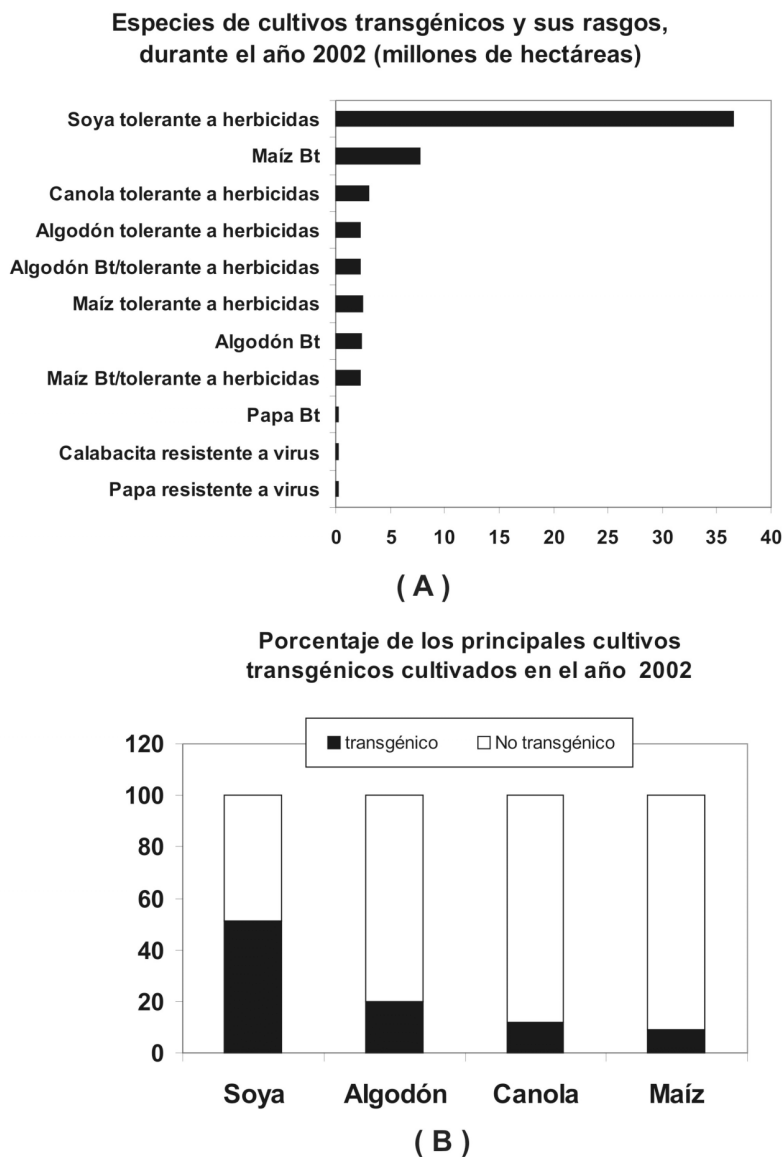 Especies de cultivos transgénicos y sus rasgos,
durante el año 2002 (millones de hectáreas)
Soya tolerante a herbicidas
Maíz Bt
Canola tolerante a herbicidas
Algodón tolerante a herbicidas
Algodón Bt/tolerante a herbicidas
Maíz tolerante a herbicidas
Algodón Bt
Maíz Bt/tolerante a herbicidas
Papa Bt
Calabacita resistente a virus
Papa resistente a virus
0 5 10 15 20 25 30 35 40
( A )
Porcentaje de los principales cultivos
transgénicos cultivados en el año 2002
transgénico No transgénico
120
100
80
60
40
20
0
Soya Algodón Canola Maíz
( B )